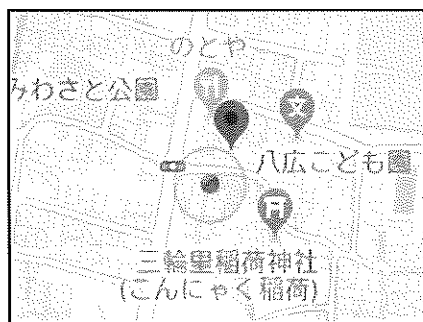 のとや
みわさと公園
八広こども園
三輪里稲荷神社
(こんにゃく稲荷)